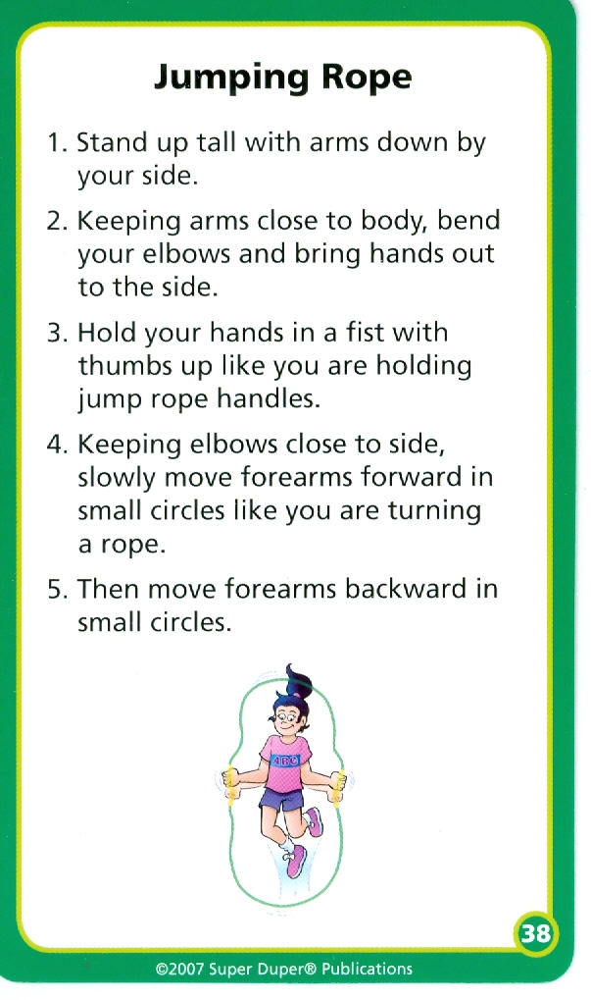 Jumping Rope
1. Stand up tall with arms down by
your side.
2. Keeping arms close to body, bend
your elbows and bring hands out
to the side.
3. Hold your hands in a fist with
thumbs up like you are holding
jump rope handles.
4. Keeping elbows close to side,
slowly move forearms forward in
small circles like you are turning
a rope.
5. Then move forearms backward in
small circles.
ABC
38
©2007 Super Duper® Publications